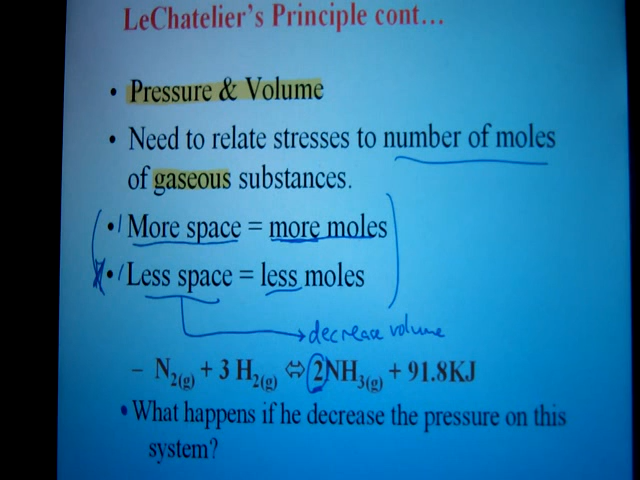 LeChatelier's Principle cont…
• Pressure & Volume
• Need to relate stresses to number of moles
of gaseous substances.
• More space = more moles
• Less space = less moles
decrease volume
– N2(g) + 3 H2(g) ⇔ 2NH3(g) + 91.8KJ
• What happens if he decrease the pressure on this
system?